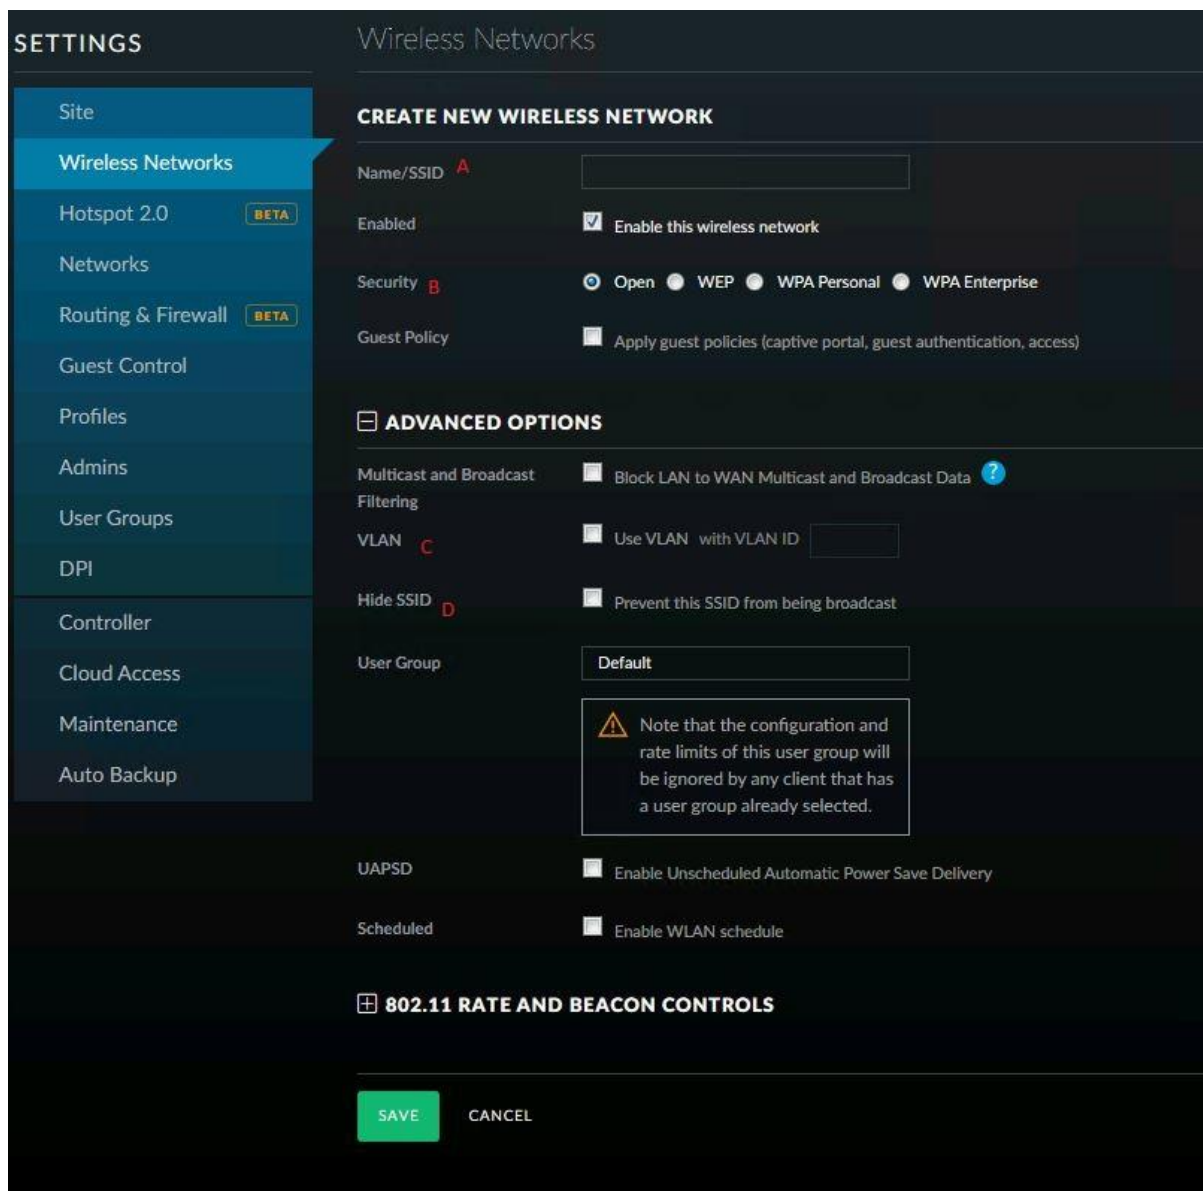 SETTINGS
Site
Wireless Networks
Hotspot 2.0 BETA
Networks
Routing & Firewall BETA
Guest Control
Profiles
Admins
User Groups
DPI
Controller
Cloud Access
Maintenance
Auto Backup
Wireless Networks
CREATE NEW WIRELESS NETWORK
Name/SSID A
Enabled Enable this wireless network
Security B Open WEP WPA Personal WPA Enterprise
Guest Policy Apply guest policies (captive portal, guest authentication, access)
ADVANCED OPTIONS
Multicast and Broadcast Block LAN to WAN Multicast and Broadcast Data ?
Filtering
VLAN C Use VLAN with VLAN ID
Hide SSID D Prevent this SSID from being broadcast
User Group Default
Note that the configuration and
rate limits of this user group will
be ignored by any client that has
a user group already selected.
UAPSD Enable Unscheduled Automatic Power Save Delivery
Scheduled Enable WLAN schedule
802.11 RATE AND BEACON CONTROLS
SAVE CANCEL